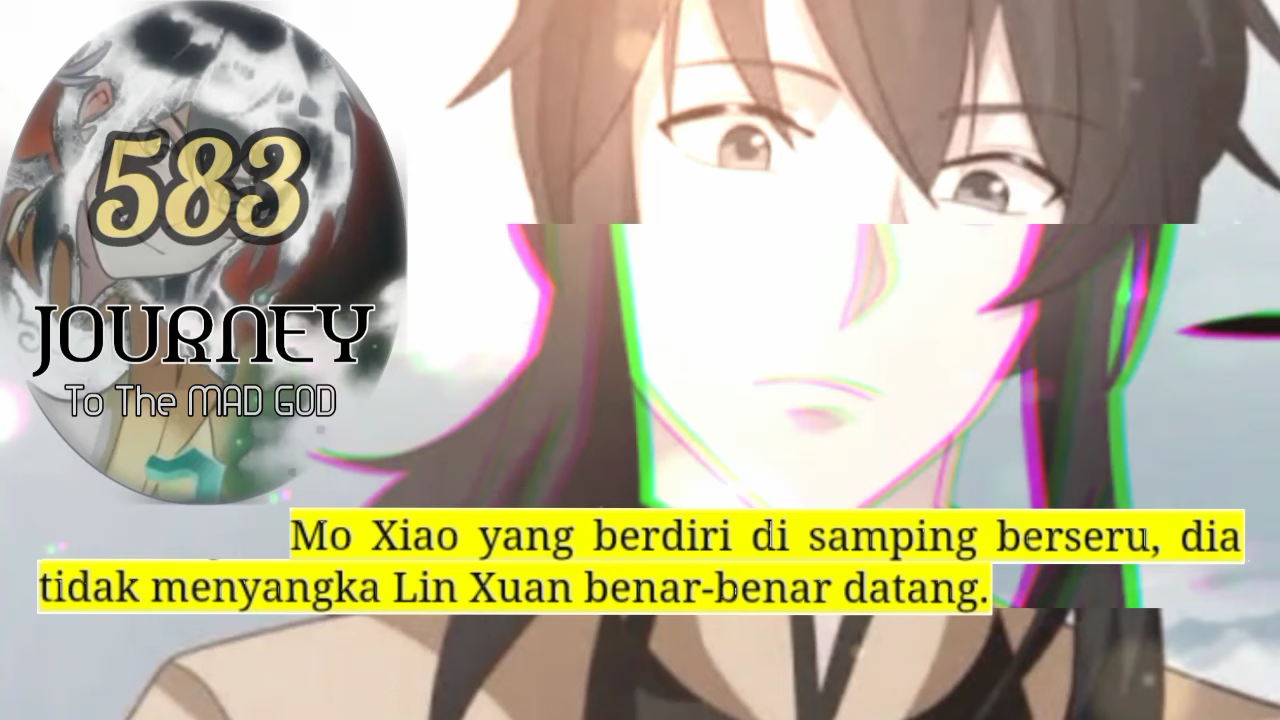 583
JOURNEY
To The MAD GOD
Mo Xiao yang berdiri di samping berseru, dia
tidak menyangka Lin Xuan benar-benar datang.